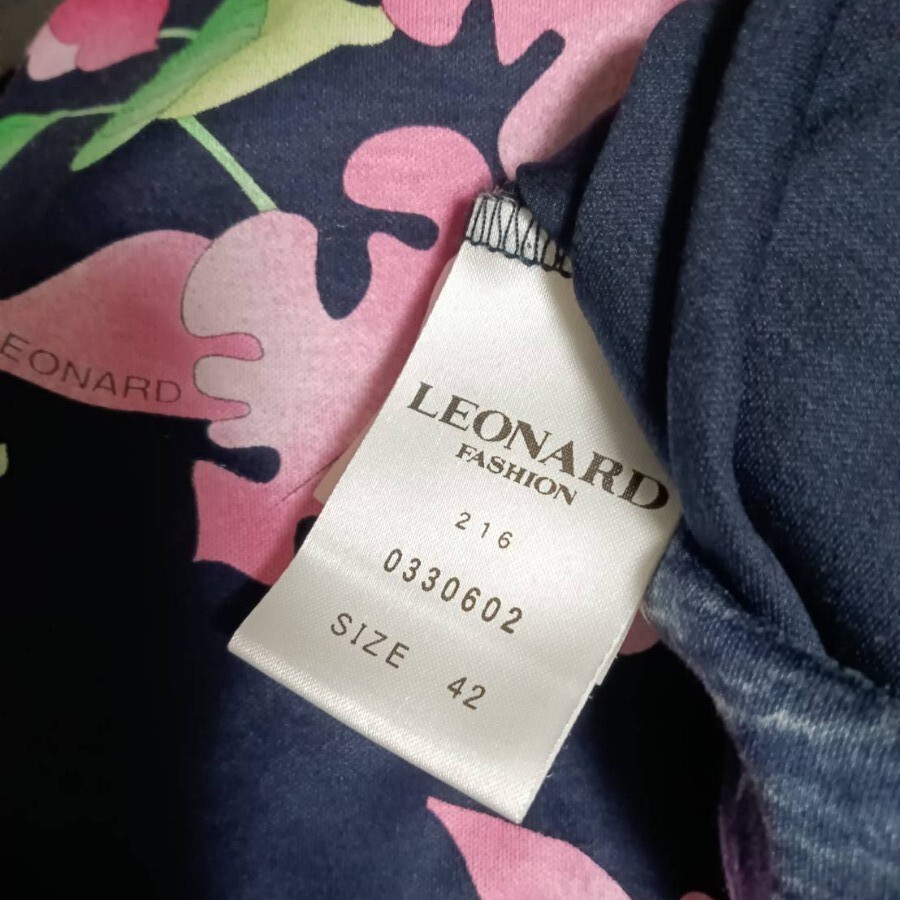 EONARD
LEONARD
FASHION
216
0330602
SIZE 42